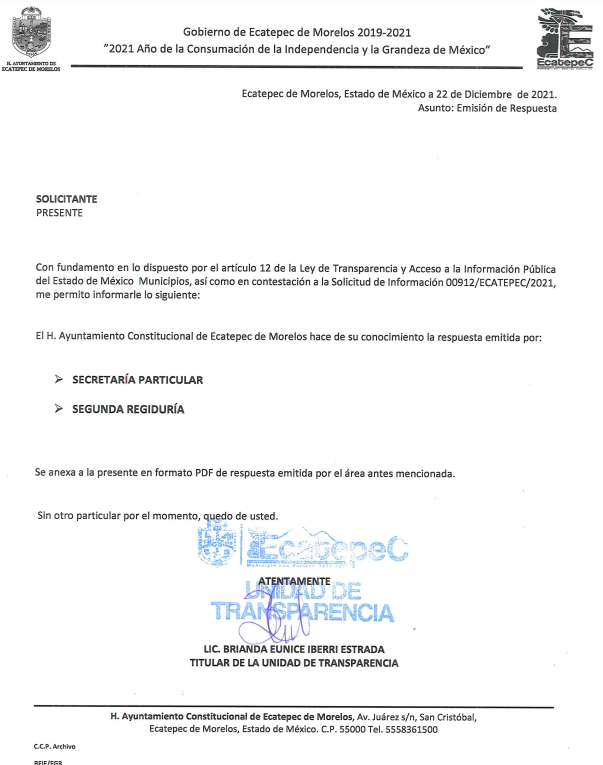 Gobierno de Ecatepec de Morelos 2019-2021
"2021 Año de la Consumación de la Independencia y la Grandeza de México"
H. AYUNTAMIENTO DE
ECATEPEC DE MORELOS
EcatepeC
Ecatepec de Morelos, Estado de México a 22 de Diciembre de 2021.
Asunto: Emisión de Respuesta
SOLICITANTE
PRESENTE
Con fundamento en lo dispuesto por el artículo 12 de la Ley de Transparencia y Acceso a la Información Pública
del Estado de México Municipios, así como en contestación a la Solicitud de Información 00912/ECATEPEC/2021,
me permito informarle lo siguiente:
El H. Ayuntamiento Constitucional de Ecatepec de Morelos hace de su conocimiento la respuesta emitida por:
➢ SECRETARÍA PARTICULAR
➢ SEGUNDA REGIDURÍA
Se anexa a la presente en formato PDF de respuesta emitida por el área antes mencionada.
Sin otro particular por el momento, quedo de usted.
EcatepeC
ATENTAMENTE
UNIDAD DE
TRANSPARENCIA
LIC. BRIANDA EUNICE IBERRI ESTRADA
TITULAR DE LA UNIDAD DE TRANSPARENCIA
H. Ayuntamiento Constitucional de Ecatepec de Morelos, Av. Juárez s/n, San Cristóbal,
Ecatepec de Morelos, Estado de México. C.P. 55000 Tel. 5558361500
C.C.P. Archivo
BEIE/FGR